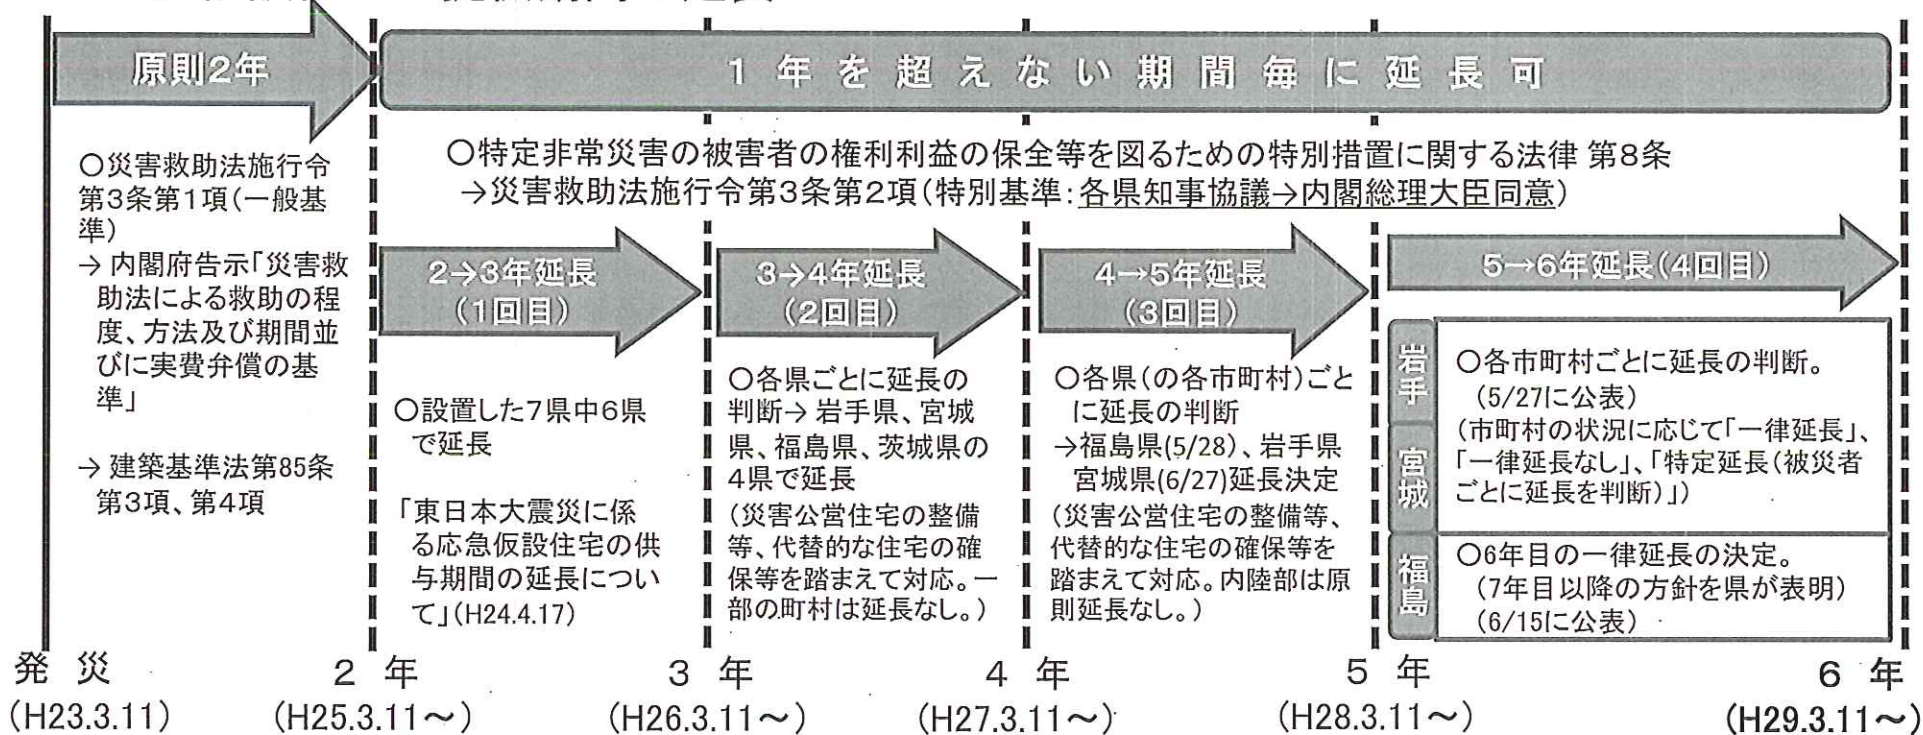 原則2年
1年を超えない期間毎に延長可
○災害救助法施行令
第3条第1項(一般基
準)
→ 内閣府告示「災害救
助法による救助の程
度、方法及び期間並
びに実費弁償の基
準」
→ 建築基準法第85条
第3項、第4項
○特定非常災害の被害者の権利利益の保全等を図るための特別措置に関する法律 第8条
→災害救助法施行令第3条第2項(特別基準:各県知事協議→内閣総理大臣同意)
2→3年延長
(1回目)
○設置した7県中6県
で延長
「東日本大震災に係
る応急仮設住宅の供
与期間の延長につい
て」(H24.4.17)
3→4年延長
(2回目)
○各県ごとに延長の
判断→ 岩手県、宮城
県、福島県、茨城県の
4県で延長
(災害公営住宅の整備
等、代替的な住宅の確
保等を踏まえて対応。一
部の町村は延長なし。)
4→5年延長
(3回目)
○各県(の各市町村)ごと
に延長の判断
→福島県(5/28)、岩手県
宮城県(6/27)延長決定
(災害公営住宅の整備等、
代替的な住宅の確保等を
踏まえて対応。内陸部は原
則延長なし。)
5→6年延長(4回目)
岩手
宮城
○各市町村ごとに延長の判断。
(5/27に公表)
(市町村の状況に応じて「一律延長」、
「一律延長なし」、「特定延長(被災者
ごとに延長を判断)」)
福島
○6年目の一律延長の決定。
(7年目以降の方針を県が表明)
(6/15に公表)
発 災
(H23.3.11)
2 年
(H25.3.11~)
3 年
(H26.3.11~)
4 年
(H27.3.11~)
5 年
(H28.3.11~)
6 年
(H29.3.11~)